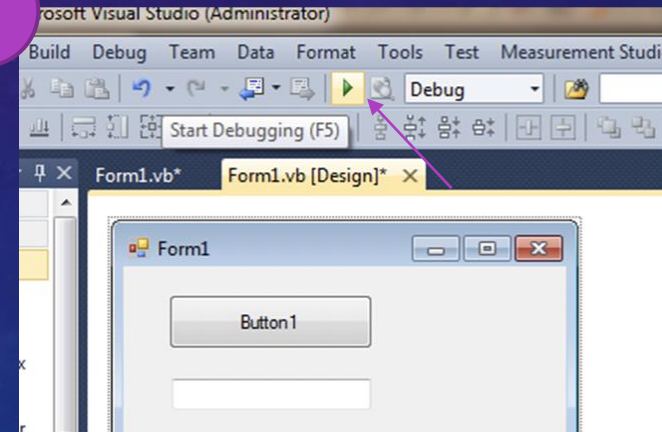 rosoft Visual Studio (Administrator)
Build Debug Team Data Format Tools Test Measurement Studi
Debug
Start Debugging (F5)
Form1.vb* Form1.vb [Design]* ×
Form1
Button1
x
r